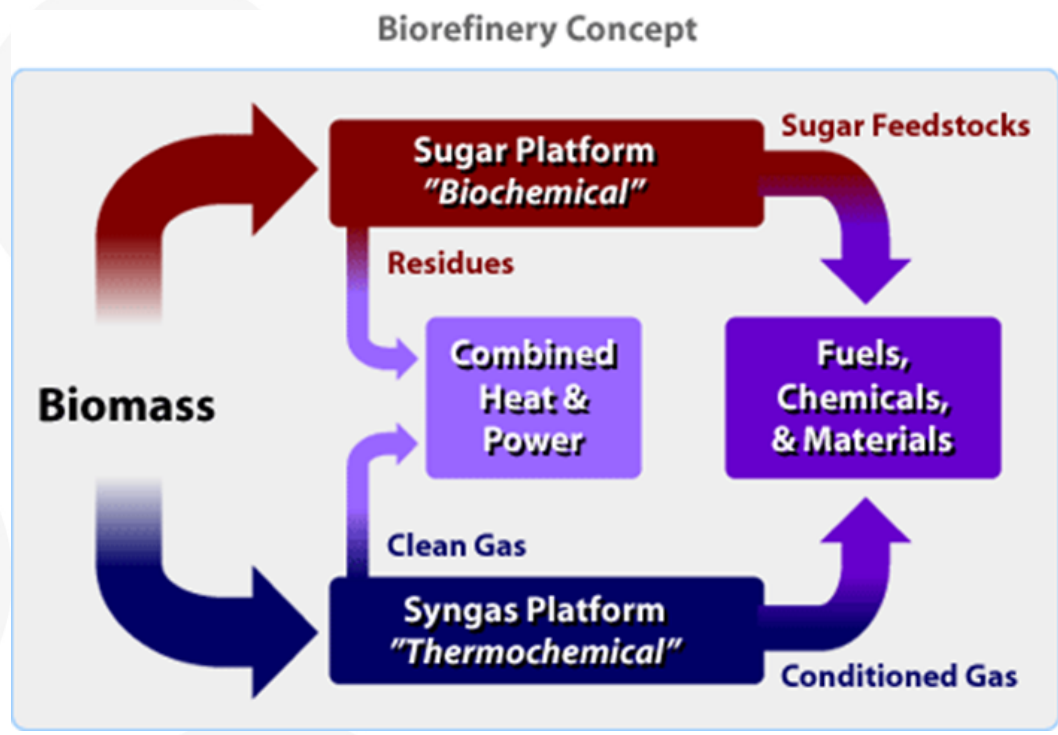 Biorefinery Concept
Sugar Feedstocks
Sugar Platform
”Biochemical”
Residues
Combined
Heat &
Power
Fuels,
Chemicals,
& Materials
Biomass
Clean Gas
Syngas Platform
”Thermochemical”
Conditioned Gas